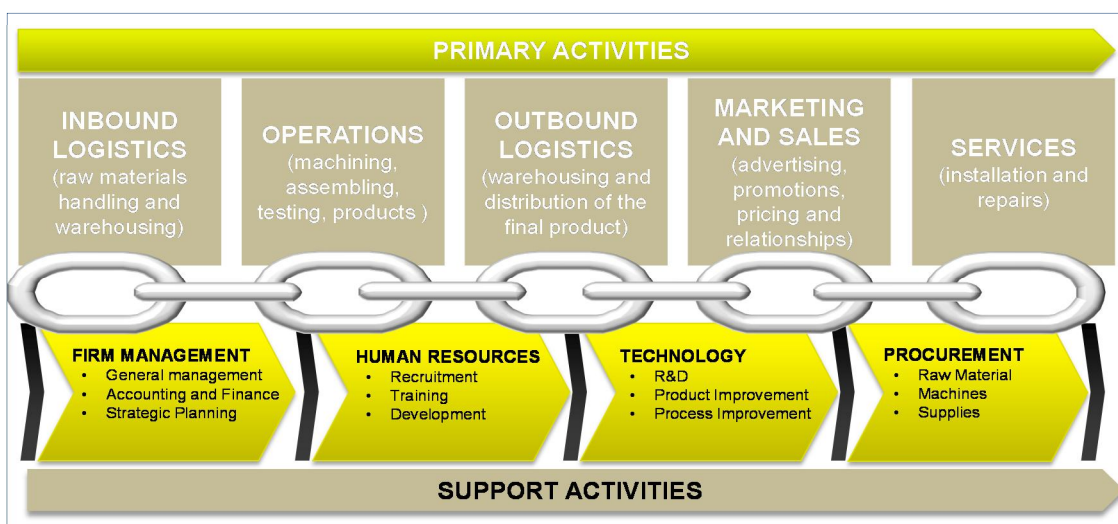 PRIMARY ACTIVITIES
INBOUND
LOGISTICS
(raw materials
handling and
warehousing)
OPERATIONS
(machining,
assembling,
testing, products )
OUTBOUND
LOGISTICS
(warehousing and
distribution of the
final product)
MARKETING
AND SALES
(advertising,
promotions,
pricing and
relationships)
SERVICES
(installation and
repairs)
FIRM MANAGEMENT
• General management
• Accounting and Finance
• Strategic Planning
HUMAN RESOURCES
• Recruitment
• Training
• Development
TECHNOLOGY
• R&D
• Product Improvement
• Process Improvement
PROCUREMENT
• Raw Material
• Machines
• Supplies
SUPPORT ACTIVITIES